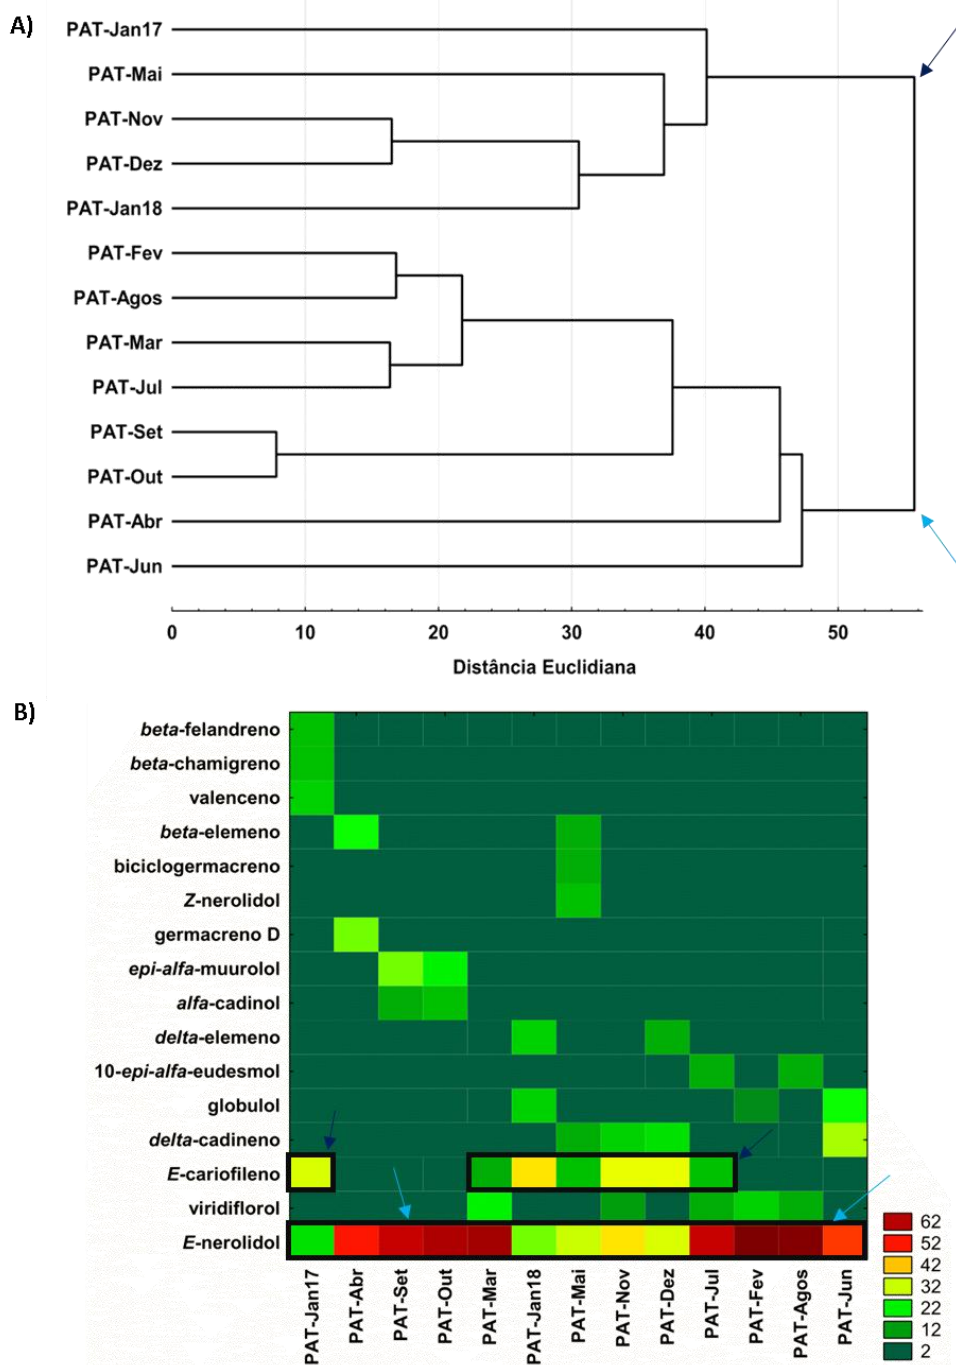 A)
PAT-Jan17
PAT-Mai
PAT-Nov
PAT-Dez
PAT-Jan18
PAT-Fev
PAT-Agos
PAT-Mar
PAT-Jul
PAT-Set
PAT-Out
PAT-Abr
PAT-Jun
0 10 20 30 40 50
Distância Euclidiana
B)
beta-felandreno
beta-chamigreno
valenceno
beta-elemeno
biciclogermacreno
Z-nerolidol
germacreno D
epi-alfa-muurolol
alfa-cadinol
delta-elemeno
10-epi-alfa-eudesmol
globulol
delta-cadineno
E-cariofileno
viridiflorol
E-nerolidol
62
52
42
32
22
12
2
PAT-Jan17
PAT-Abr
PAT-Set
PAT-Out
PAT-Mar
PAT-Jan18
PAT-Mai
PAT-Nov
PAT-Dez
PAT-Jul
PAT-Fev
PAT-Agos
PAT-Jun